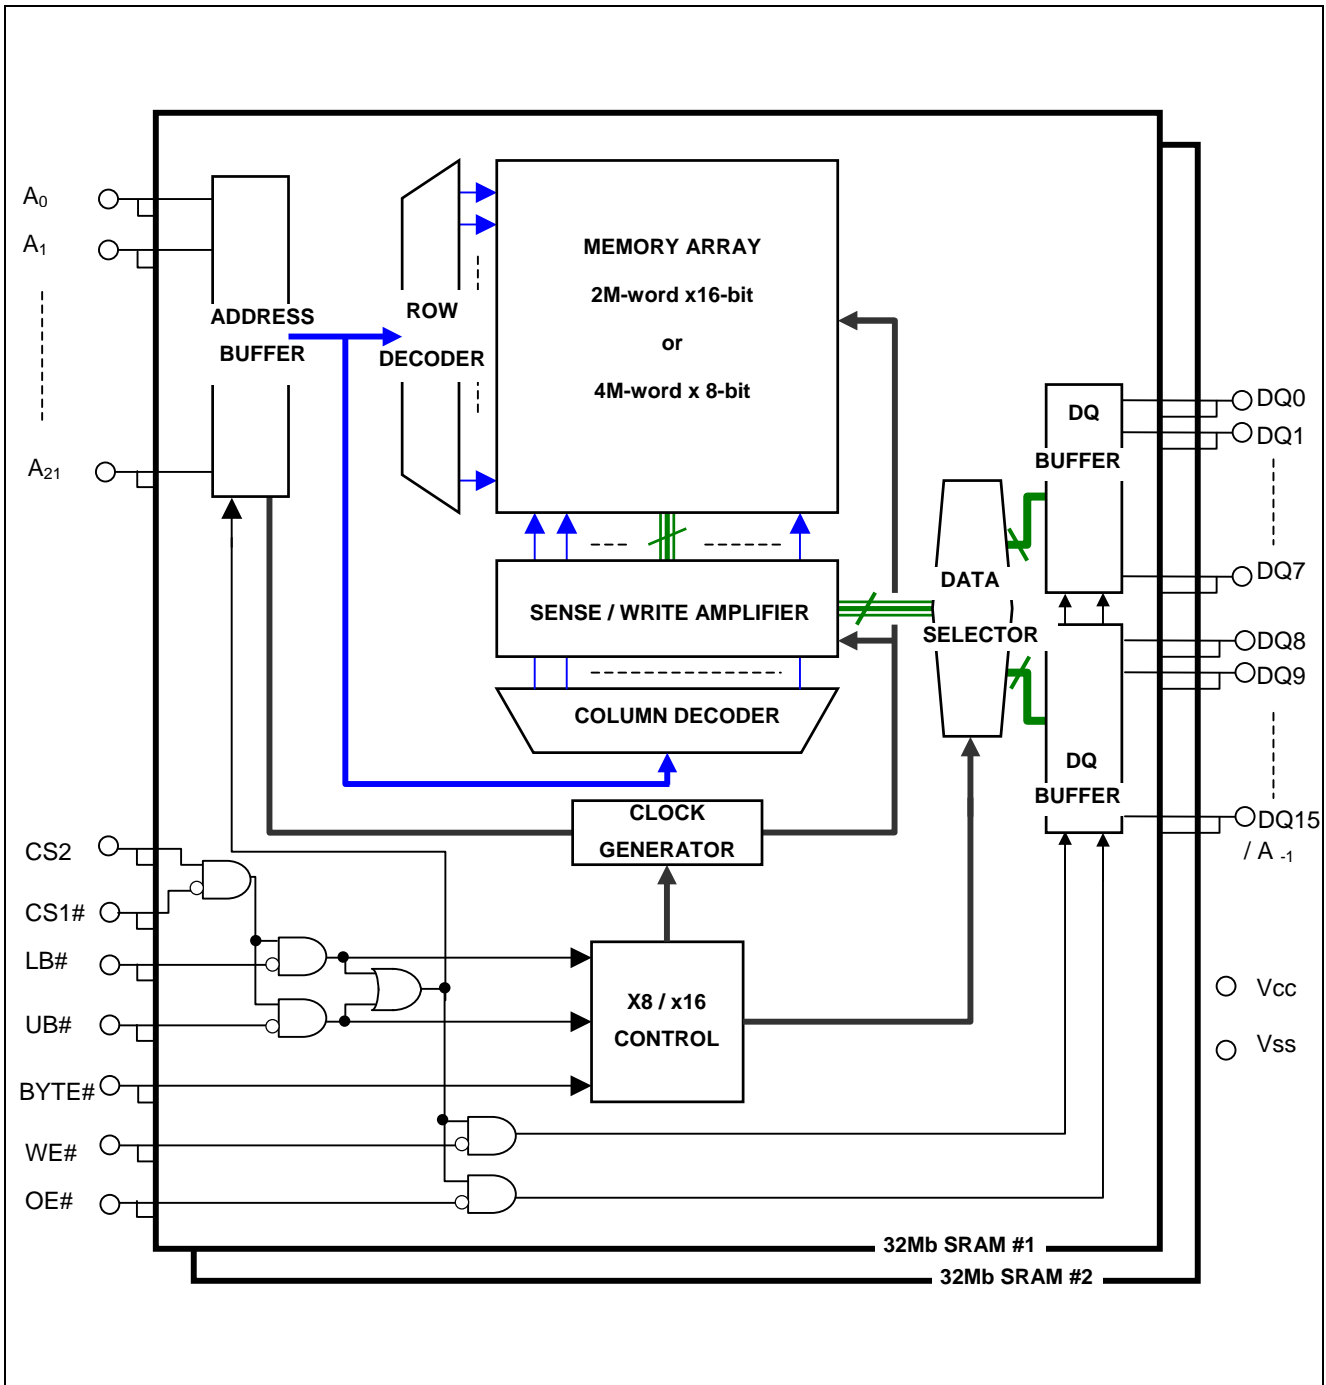 A0
A1
A21
ADDRESS
BUFFER
ROW
DECODER
MEMORY ARRAY
2M-word x16-bit
or
4M-word x 8-bit
SENSE / WRITE AMPLIFIER
COLUMN DECODER
CLOCK
GENERATOR
X8 / x16
CONTROL
DATA
SELECTOR
DQ
BUFFER
DQ
BUFFER
DQ0
DQ1
DQ7
DQ8
DQ9
DQ15
/ A -1
CS2
CS1#
LB#
UB#
BYTE#
WE#
OE#
Vcc
Vss
32Mb SRAM #1
32Mb SRAM #2